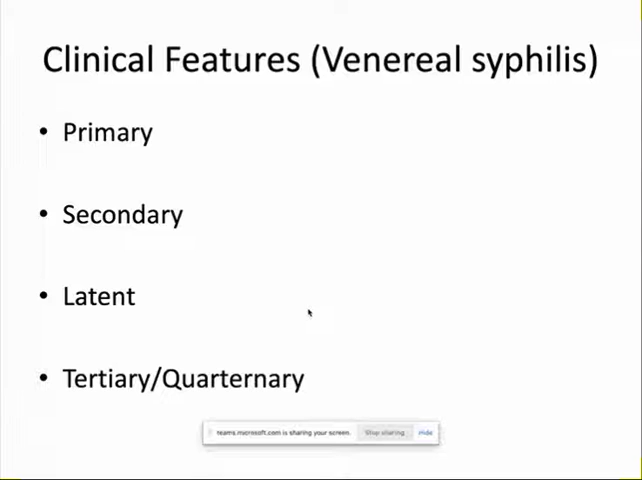 Clinical Features (Venereal syphilis)
• Primary
• Secondary
• Latent
• Tertiary/Quarternary
teams.microsoft.com is sharing your screen. Stop sharing Hide